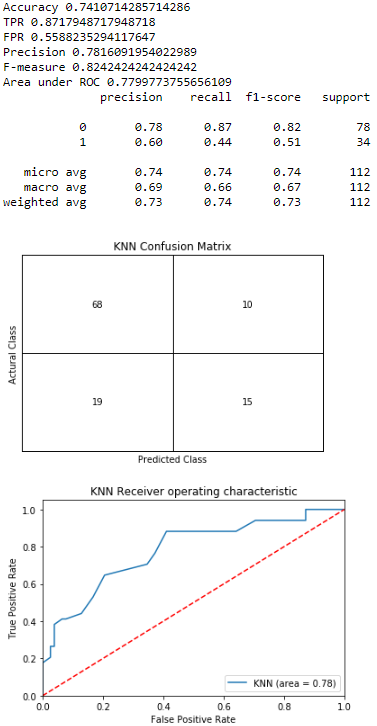 Accuracy 0.7410714285714286
TPR 0.8717948717948718
FPR 0.5588235294117647
Precision 0.7816091954022989
F-measure 0.8242424242424242
Area under ROC 0.7799773755656109
precision recall f1-score support
0 0.78 0.87 0.82 78
1 0.60 0.44 0.51 34
micro avg 0.74 0.74 0.74 112
macro avg 0.69 0.66 0.67 112
weighted avg 0.73 0.74 0.73 112
KNN Confusion Matrix
Actural Class
68 10
19 15
Predicted Class
KNN Receiver operating characteristic
True Positive Rate
1.0
0.8
0.6
0.4
0.2
0.0
KNN (area = 0.78)
0.0 0.2 0.4 0.6 0.8 1.0
False Positive Rate